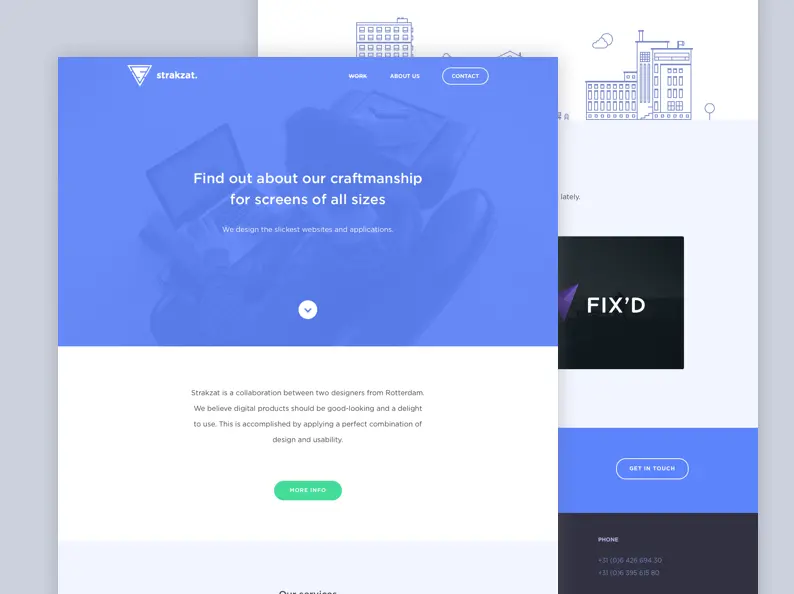 strakzat.
WORK
ABOUT US
CONTACT
Find out about our craftmanship
for screens of all sizes
We design the slickest websites and applications.
Strakzat is a collaboration between two designers from Rotterdam.
We believe digital products should be good-looking and a delight
to use. This is accomplished by applying a perfect combination of
design and usability.
MORE INFO
Our services
lately.
FIX'D
GET IN TOUCH
PHONE
+31 (0)6 426 694 30
+31 (0)6 395 615 80